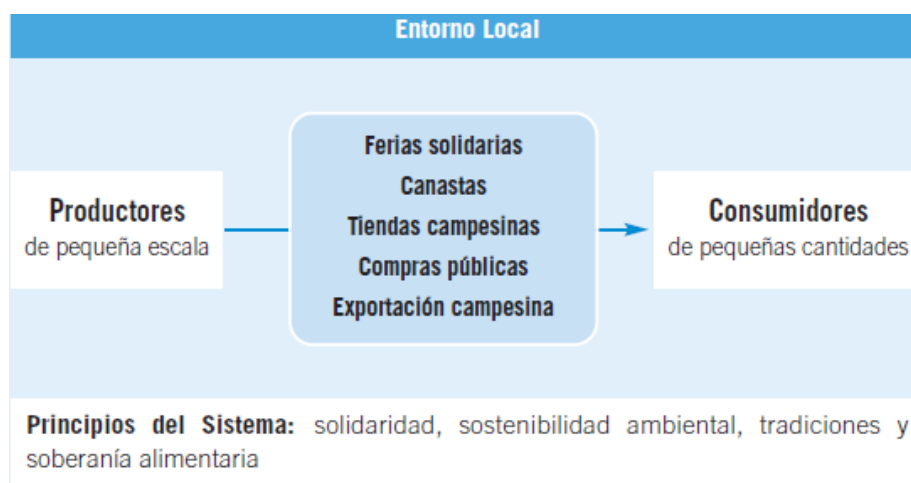 Entorno Local
Ferias solidarias
Canastas
Tiendas campesinas
Compras públicas
Exportación campesina
Productores
de pequeña escala
Consumidores
de pequeñas cantidades
Principios del Sistema: solidaridad, sostenibilidad ambiental, tradiciones y
soberanía alimentaria